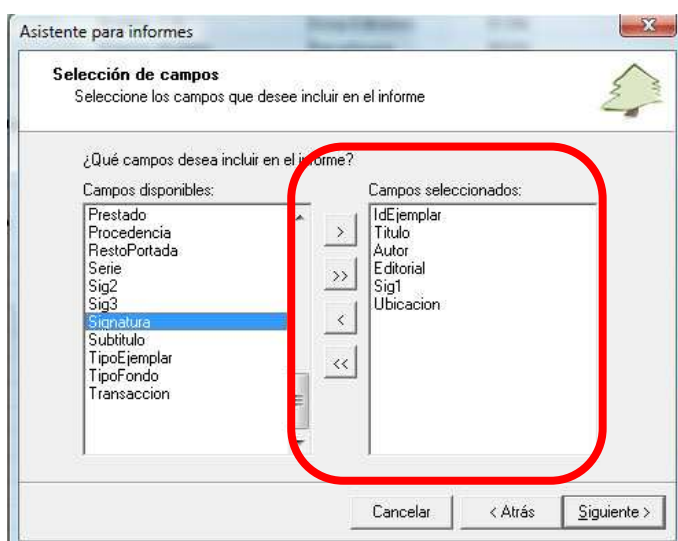 Asistente para informes
Selección de campos
Seleccione los campos que desee incluir en el informe
¿Qué campos desea incluir en el informe?
Campos disponibles:
Prestado
Procedencia
RestoPortada
Serie
Sig2
Sig3
Signatura
Subtitulo
TipoEjemplar
TipoFondo
Transaccion
>
>>
<
<<
Campos seleccionados:
IdEjemplar
Titulo
Autor
Editorial
Sig1
Ubicacion
Cancelar
< Atrás
Siguiente >